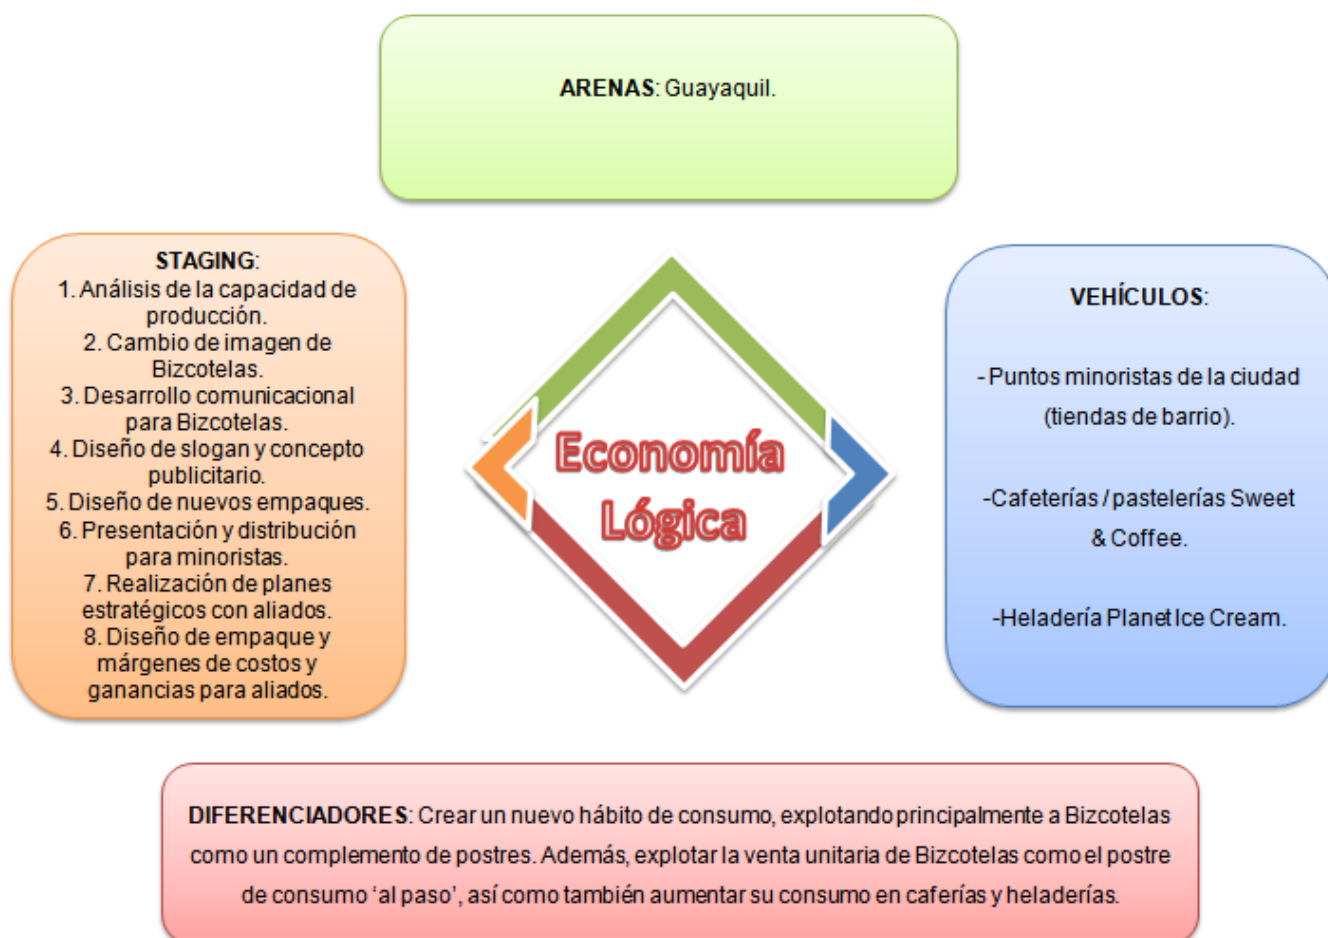 ARENAS: Guayaquil.
STAGING:
1. Análisis de la capacidad de
producción.
2. Cambio de imagen de
Bizcotelas.
3. Desarrollo comunicacional
para Bizcotelas.
4. Diseño de slogan y concepto
publicitario.
5. Diseño de nuevos empaques.
6. Presentación y distribución
para minoristas.
7. Realización de planes
estratégicos con aliados.
8. Diseño de empaque y
márgenes de costos y
ganancias para aliados.
Economía
Lógica
VEHÍCULOS:
- Puntos minoristas de la ciudad
(tiendas de barrio).
-Cafeterías / pastelerías Sweet
& Coffee.
-Heladería Planet Ice Cream.
DIFERENCIADORES: Crear un nuevo hábito de consumo, explotando principalmente a Bizcotelas
como un complemento de postres. Además, explotar la venta unitaria de Bizcotelas como el postre
de consumo ‘al paso’, así como también aumentar su consumo en caferías y heladerías.